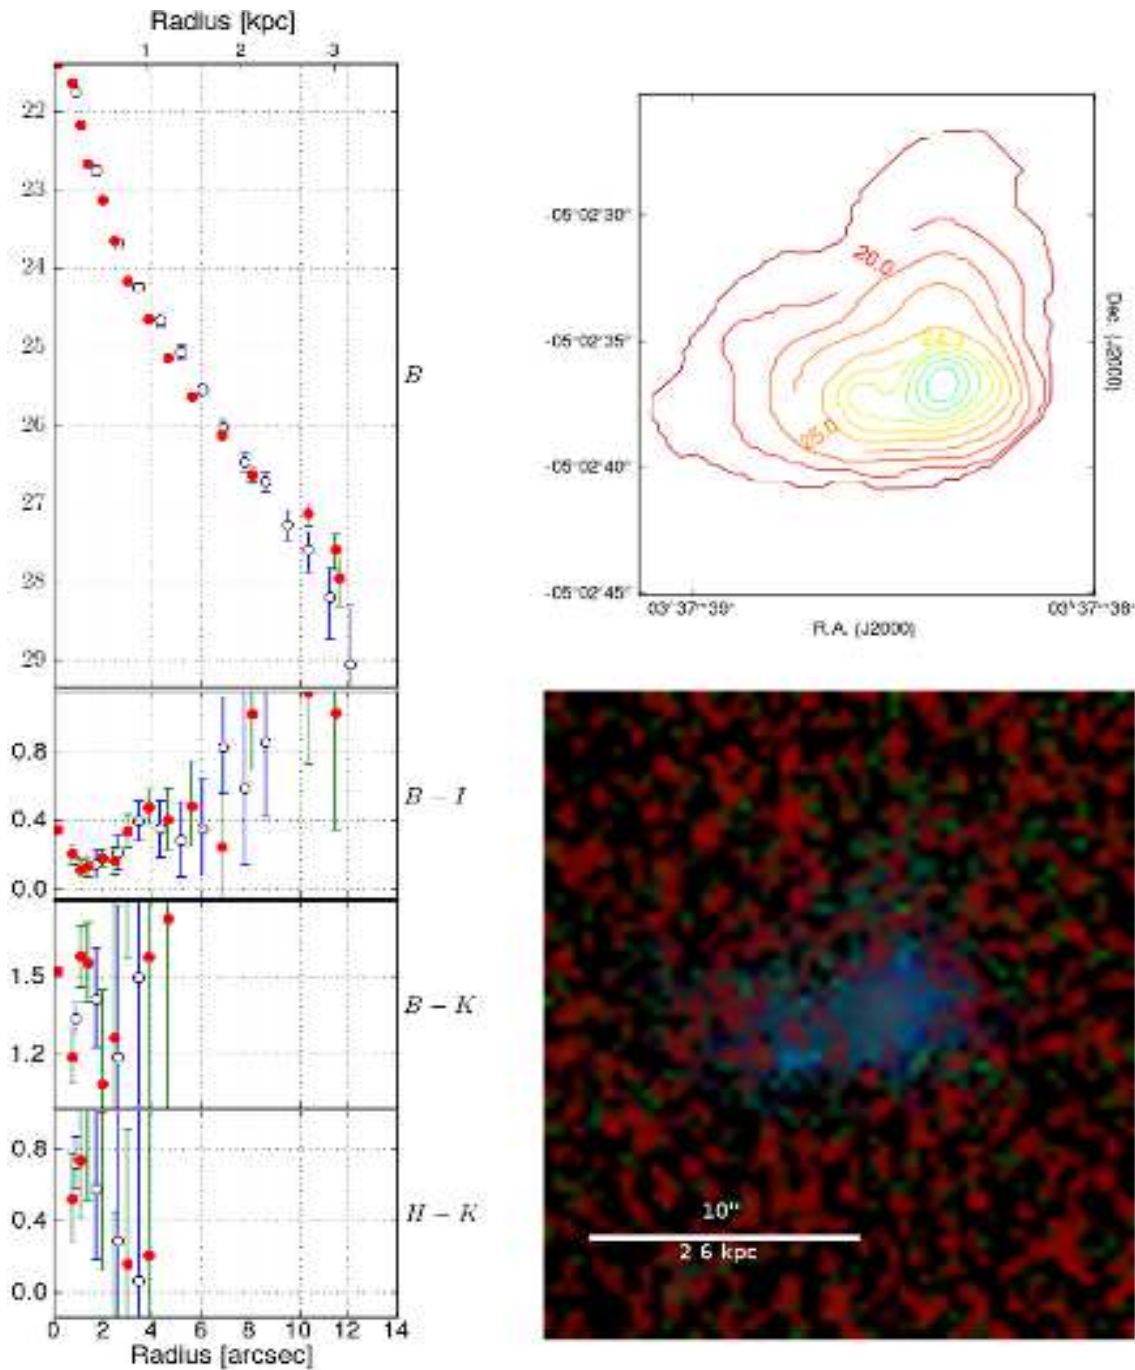 Radius [kpc]
1 2 3
22
23
24
25
B
26
27
28
29
0.8
B − I
0.4
0.0
1.5
B − K
1.2
0.8
0.4
H − K
0.0
0 2 4 6 8 10 12 14
Radius [arcsec]
-05°02'30"
26.0
Dec. (J2000)
-05°02'35"
25.0
-05°02'40"
-05°02'45"
03ʰ37ᵐ39ˢ 03ʰ37ᵐ38ˢ
R.A. (J2000)
10"
2 6 kpc